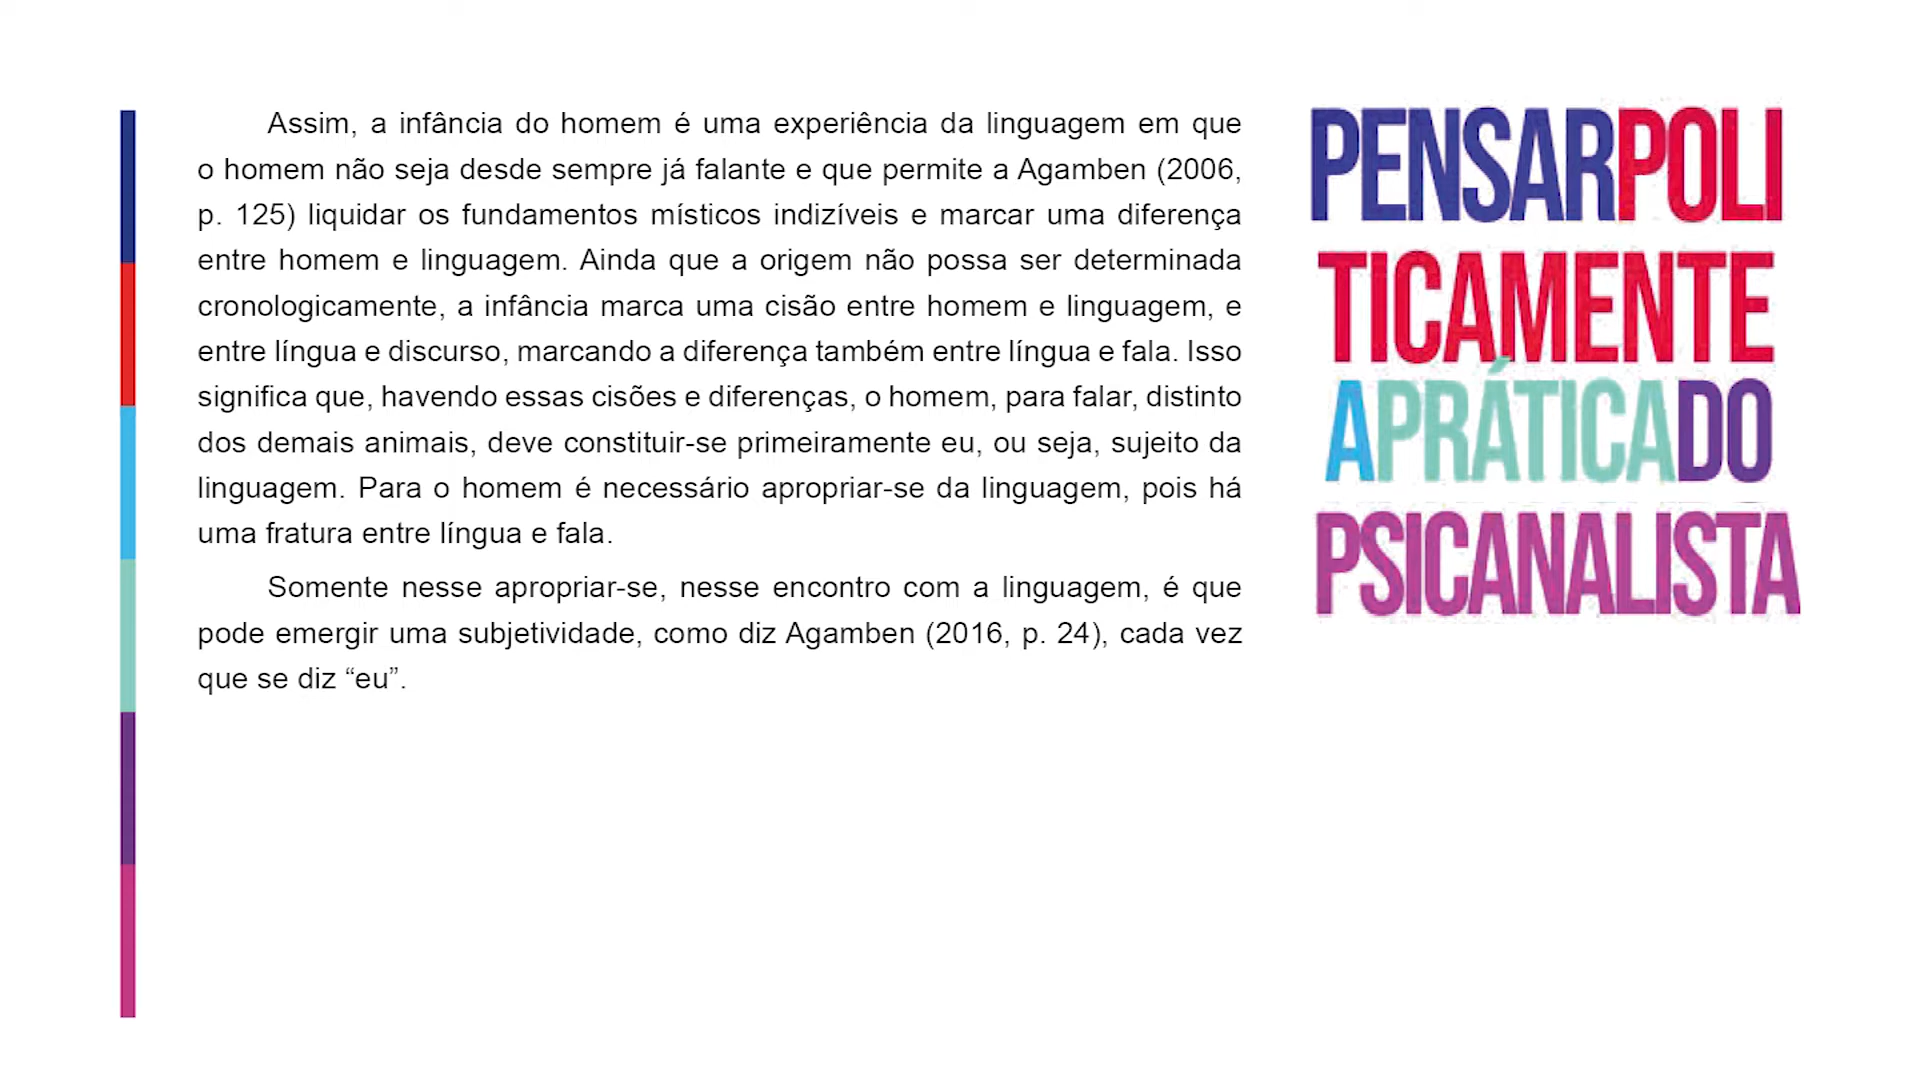 Assim, a infância do homem é uma experiência da linguagem em que
o homem não seja desde sempre já falante e que permite a Agamben (2006,
p. 125) liquidar os fundamentos místicos indizíveis e marcar uma diferença
entre homem e linguagem. Ainda que a origem não possa ser determinada
cronologicamente, a infância marca uma cisão entre homem e linguagem, e
entre língua e discurso, marcando a diferença também entre língua e fala. Isso
significa que, havendo essas cisões e diferenças, o homem, para falar, distinto
dos demais animais, deve constituir-se primeiramente eu, ou seja, sujeito da
linguagem. Para o homem é necessário apropriar-se da linguagem, pois há
uma fratura entre língua e fala.
Somente nesse apropriar-se, nesse encontro com a linguagem, é que
pode emergir uma subjetividade, como diz Agamben (2016, p. 24), cada vez
que se diz “eu”.
PENSARPOLI
TICAMENTE
APRÁTICADO
PSICANALISTA